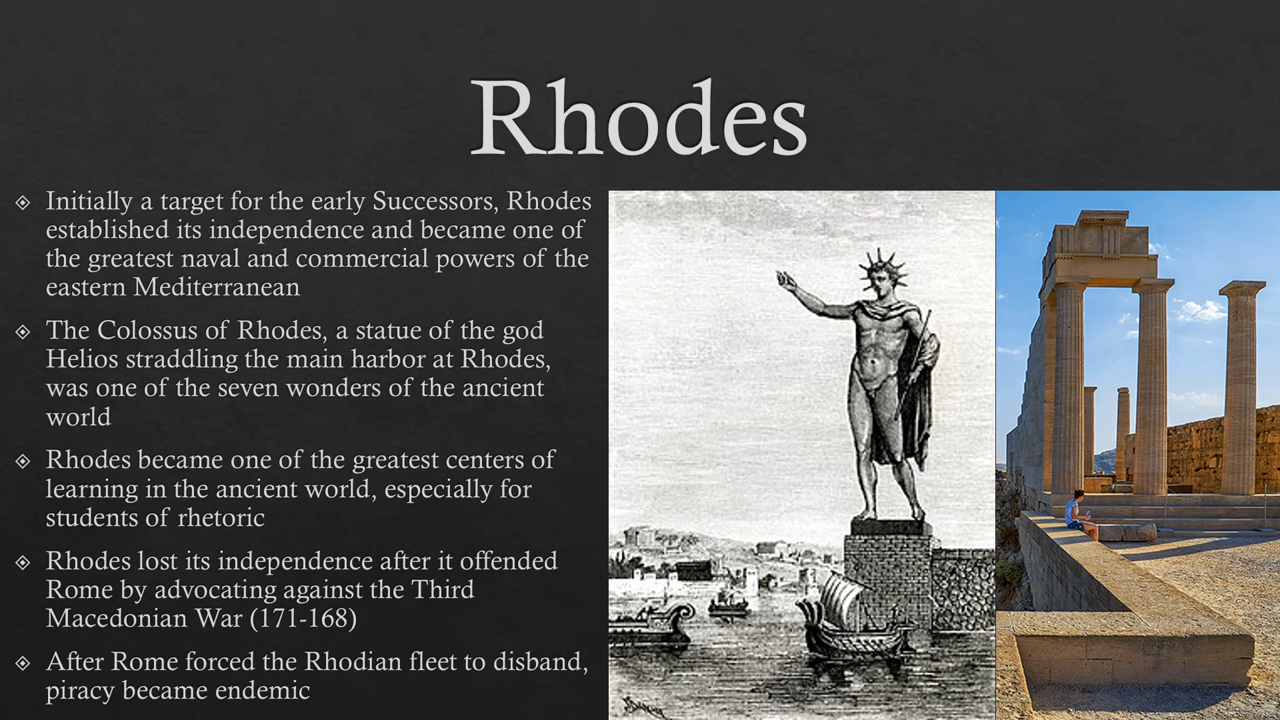 Rhodes
Initially a target for the early Successors, Rhodes
established its independence and became one of
the greatest naval and commercial powers of the
eastern Mediterranean
The Colossus of Rhodes, a statue of the god
Helios straddling the main harbor at Rhodes,
was one of the seven wonders of the ancient
world
Rhodes became one of the greatest centers of
learning in the ancient world, especially for
students of rhetoric
Rhodes lost its independence after it offended
Rome by advocating against the Third
Macedonian War (171-168)
After Rome forced the Rhodian fleet to disband,
piracy became endemic